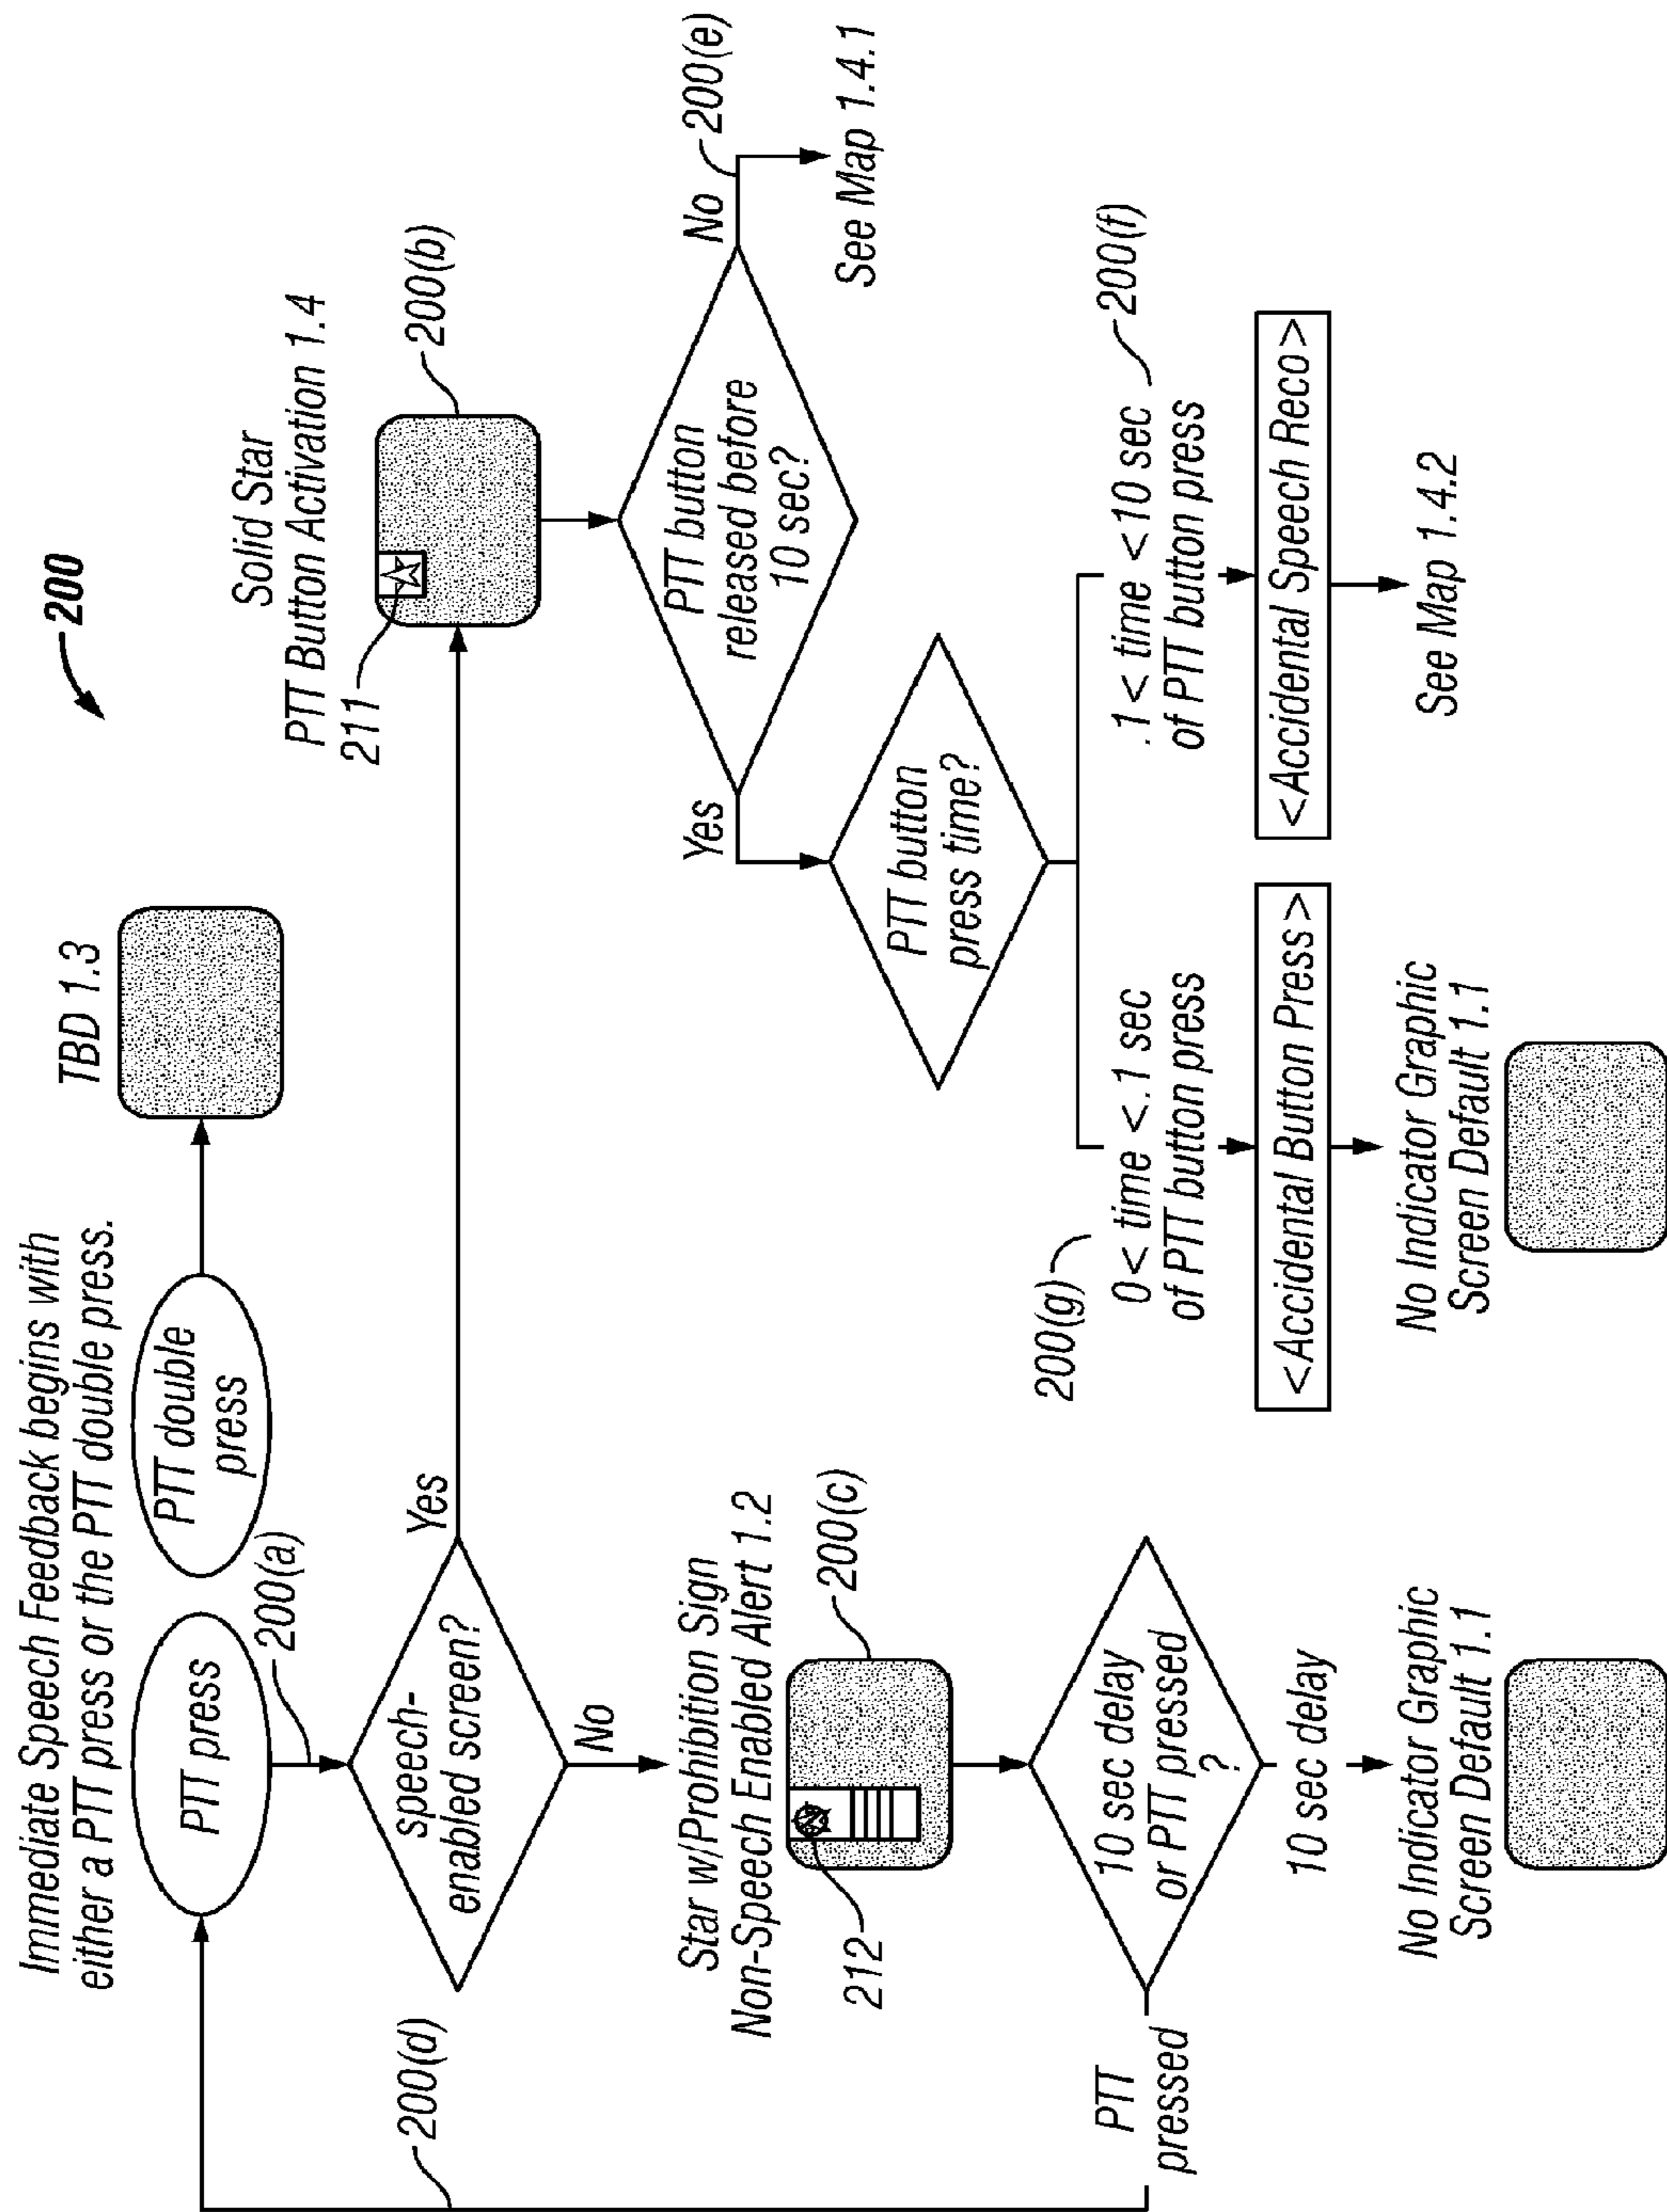 200
Immediate Speech Feedback begins with
either a PTT press or the PTT double press.
PTT press
PTT double
press
TBD 1.3
200(a)
200(d)
speech-
enabled screen?
Yes
No
Solid Star
PTT Button Activation 1.4
211
200(b)
Star w/Prohibition Sign
Non-Speech Enabled Alert 1.2
212
200(c)
10 sec delay
or PTT pressed
?
PTT
pressed
10 sec delay
No Indicator Graphic
Screen Default 1.1
PTT button
released before
10 sec?
Yes
No
200(e)
See Map 1.4.1
PTT button
press time?
200(g)
0< time <.1 sec
of PTT button press
<Accidental Button Press>
No Indicator Graphic
Screen Default 1.1
.1< time <10 sec
of PTT button press
200(f)
<Accidental Speech Reco>
See Map 1.4.2